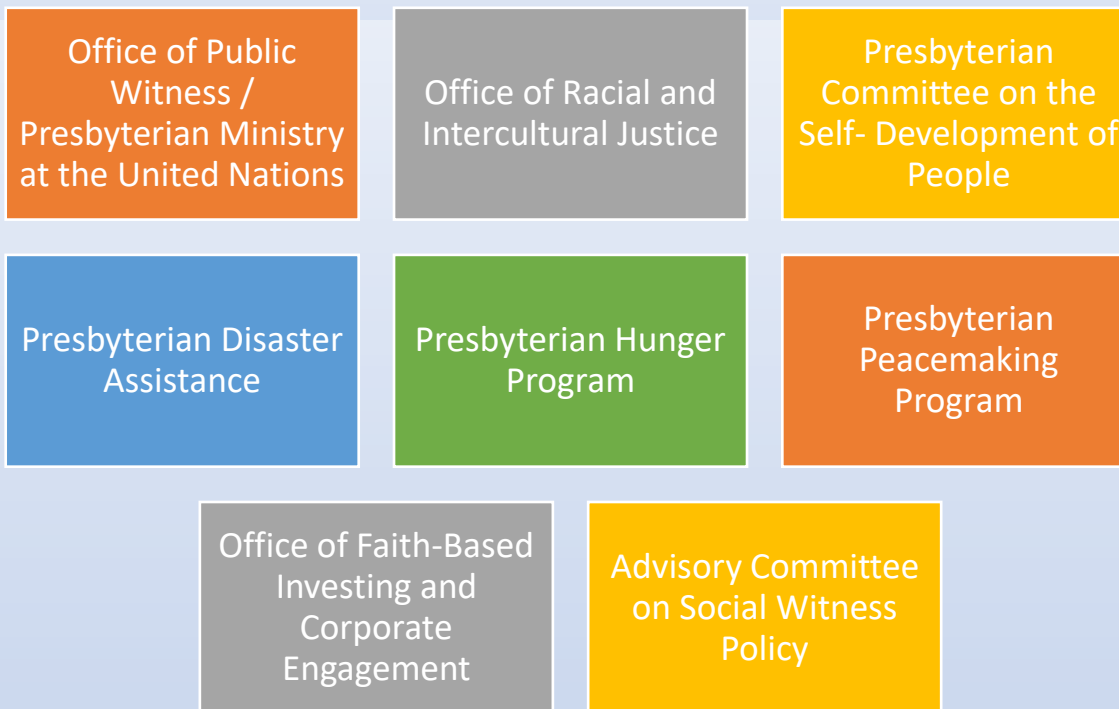 Office of Public
Witness /
Presbyterian Ministry
at the United Nations
Office of Racial and
Intercultural Justice
Presbyterian
Committee on the
Self- Development of
People
Presbyterian Disaster
Assistance
Presbyterian Hunger
Program
Presbyterian
Peacemaking
Program
Office of Faith-Based
Investing and
Corporate
Engagement
Advisory Committee
on Social Witness
Policy